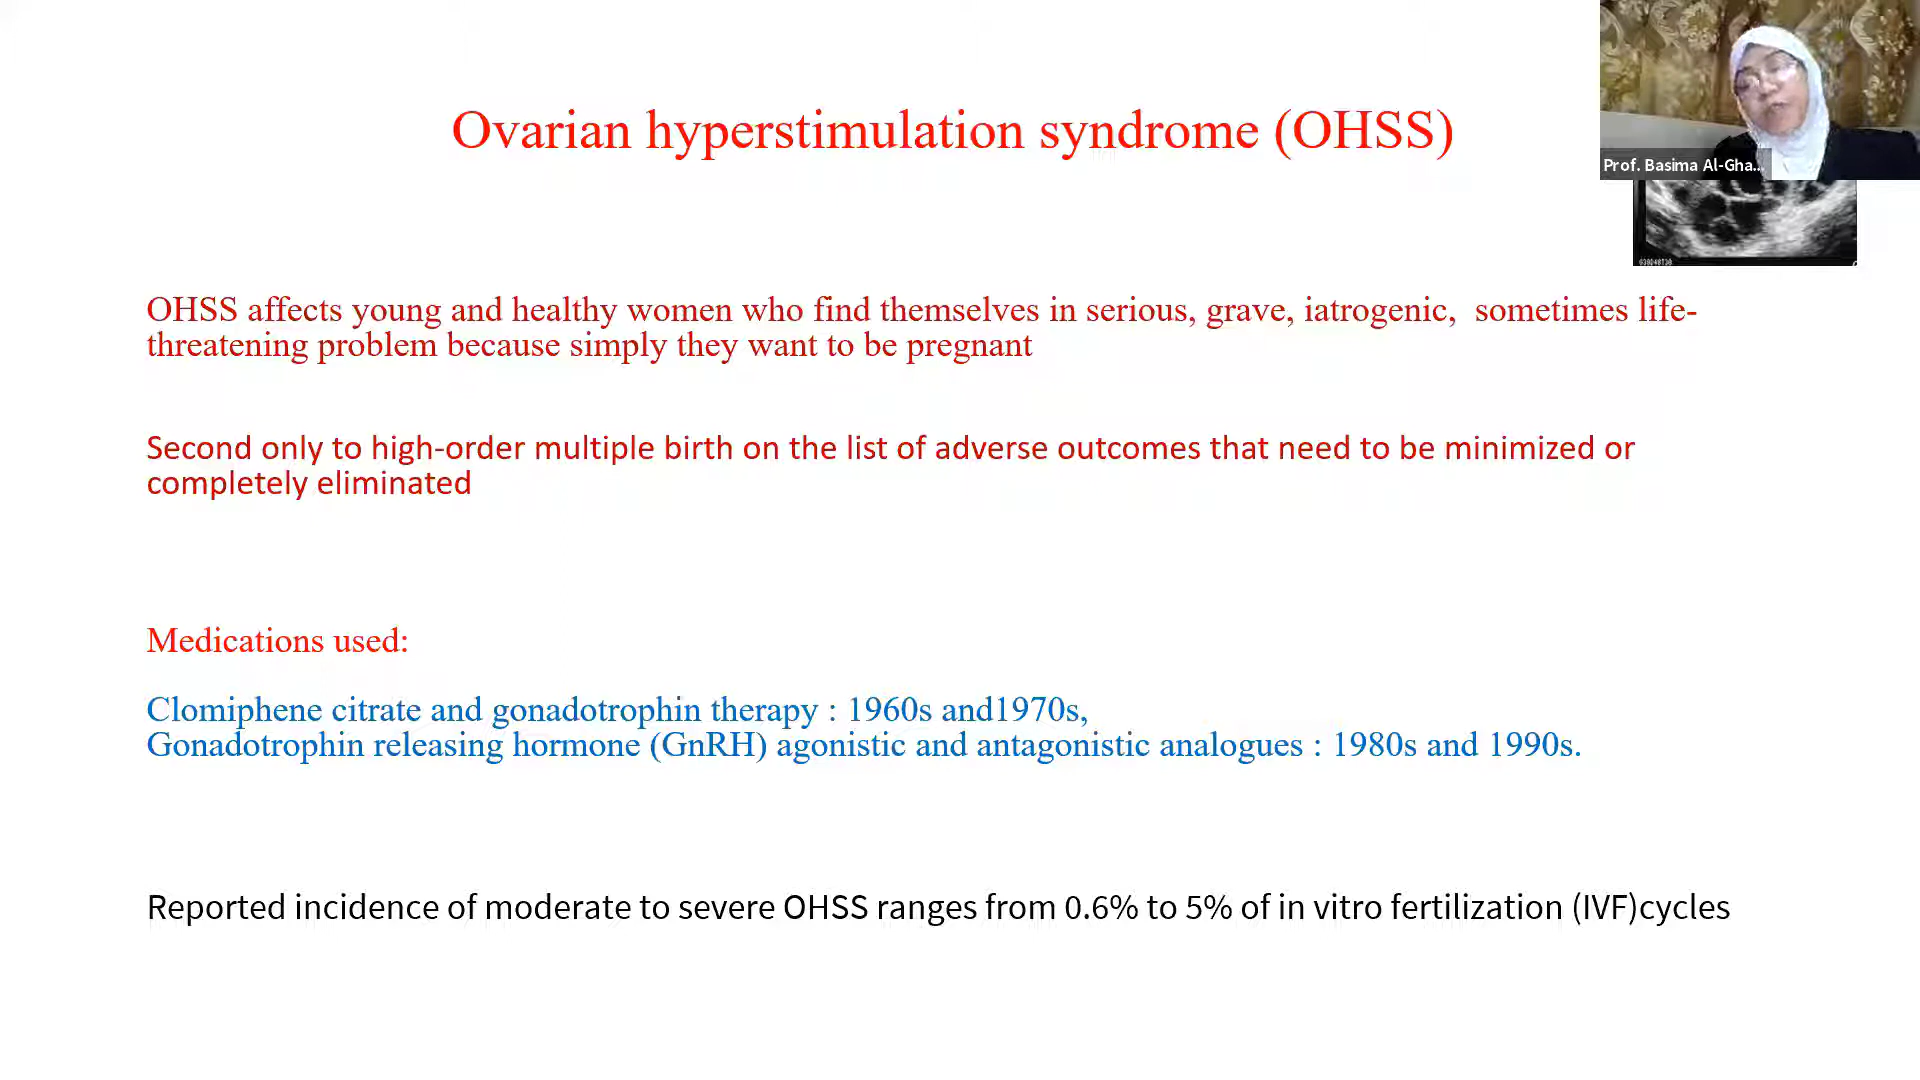 Ovarian hyperstimulation syndrome (OHSS)
Prof. Basima Al-Gha...
OHSS affects young and healthy women who find themselves in serious, grave, iatrogenic,  sometimes life-
threatening problem because simply they want to be pregnant
Second only to high-order multiple birth on the list of adverse outcomes that need to be minimized or
completely eliminated
Medications used:
Clomiphene citrate and gonadotrophin therapy : 1960s and1970s,
Gonadotrophin releasing hormone (GnRH) agonistic and antagonistic analogues : 1980s and 1990s.
Reported incidence of moderate to severe OHSS ranges from 0.6% to 5% of in vitro fertilization (IVF)cycles